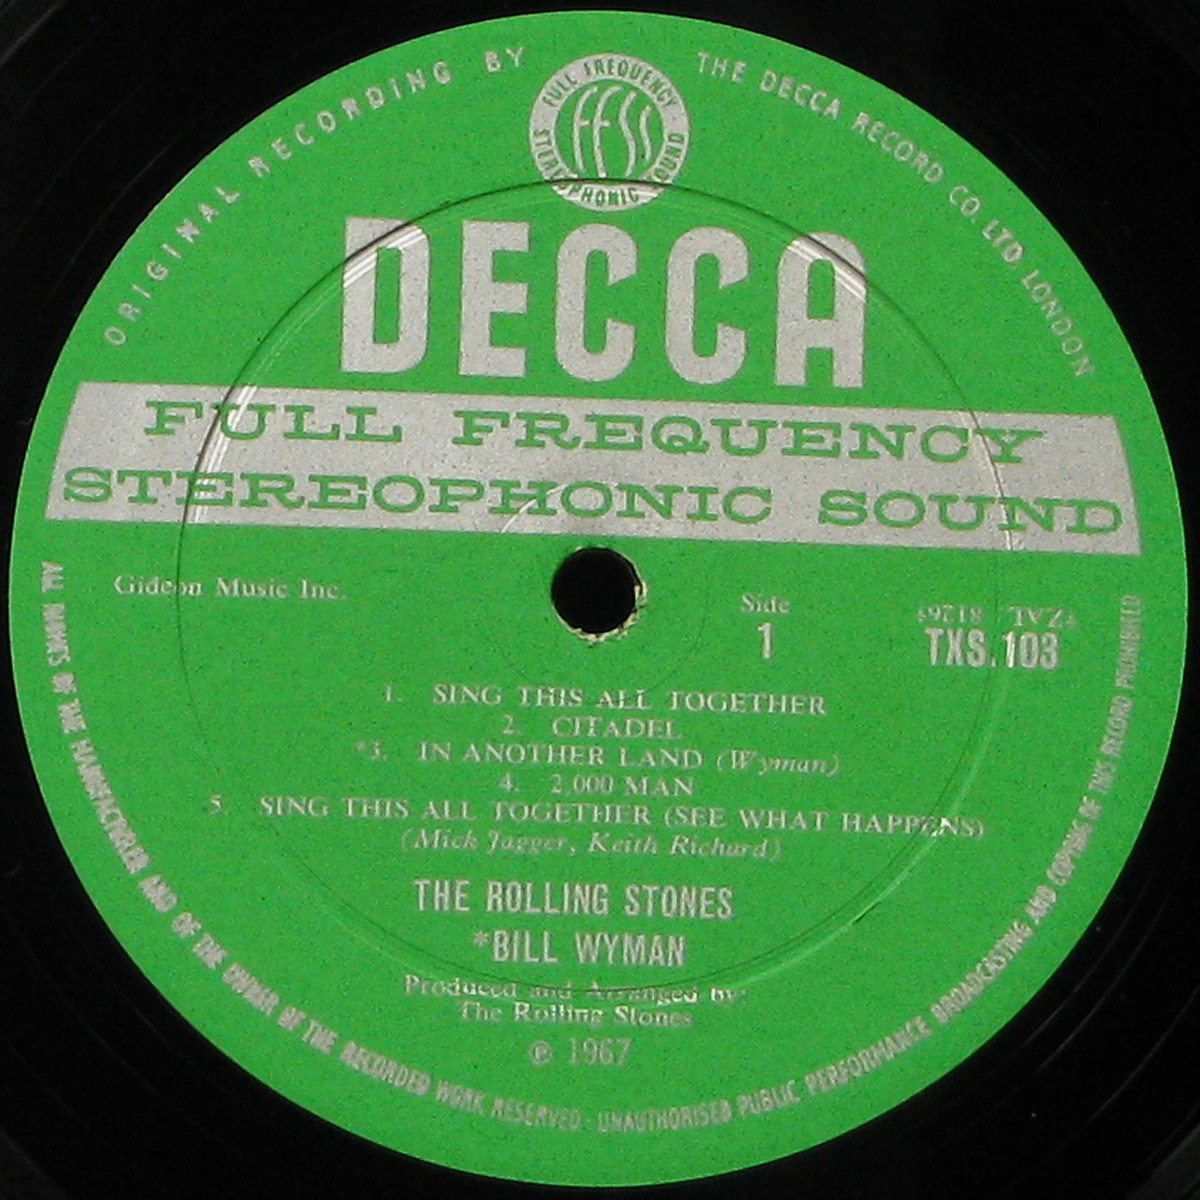 ORIGINAL RECORDING BY THE DECCA RECORD CO. LTD. LONDON
FULL FREQUENCY STEREOPHONIC SOUND
FFSS
DECCA
FULL FREQUENCY
STEREOPHONIC SOUND
Gideon Music Inc.
Side
1
ZAL
TXS.103
1. SING THIS ALL TOGETHER
2. CITADEL
*3. IN ANOTHER LAND (Wyman)
4. 2,000 MAN
5. SING THIS ALL TOGETHER (SEE WHAT HAPPENS)
(Mick Jagger, Keith Richard)
THE ROLLING STONES
*BILL WYMAN
Produced and Arranged by:
The Rolling Stones
℗ 1967
ALL RIGHTS OF THE MANUFACTURER AND OF THE OWNER OF THE RECORDED WORK RESERVED · UNAUTHORISED PUBLIC PERFORMANCE BROADCASTING AND COPYING OF THIS RECORD PROHIBITED